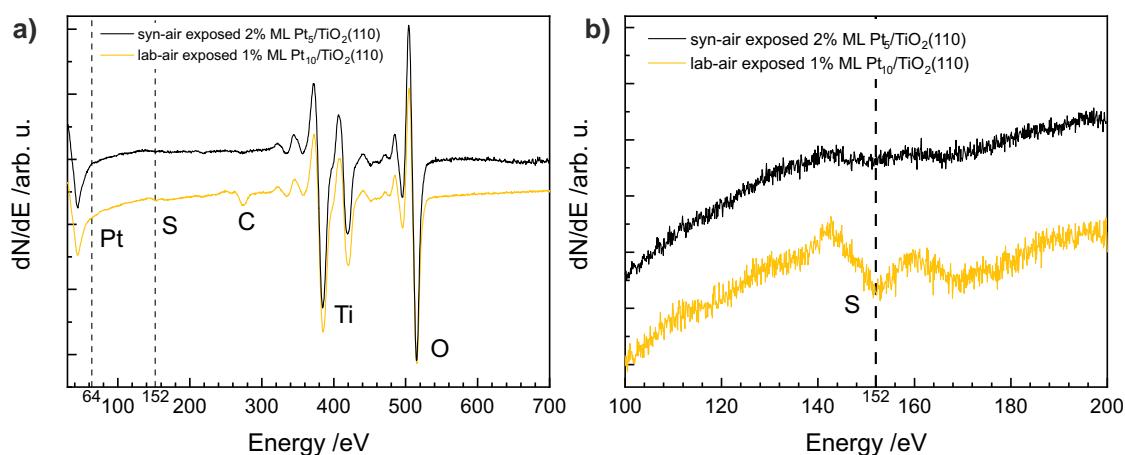 a)
syn-air exposed 2% ML Pt₅/TiO₂(110)
lab-air exposed 1% ML Pt₁₀/TiO₂(110)
dN/dE /arb. u.
Pt
S
C
Ti
O
64
152
100
200
300
400
500
600
700
Energy /eV
b)
syn-air exposed 2% ML Pt₅/TiO₂(110)
lab-air exposed 1% ML Pt₁₀/TiO₂(110)
dN/dE /arb. u.
S
100
120
140
152
160
180
200
Energy /eV